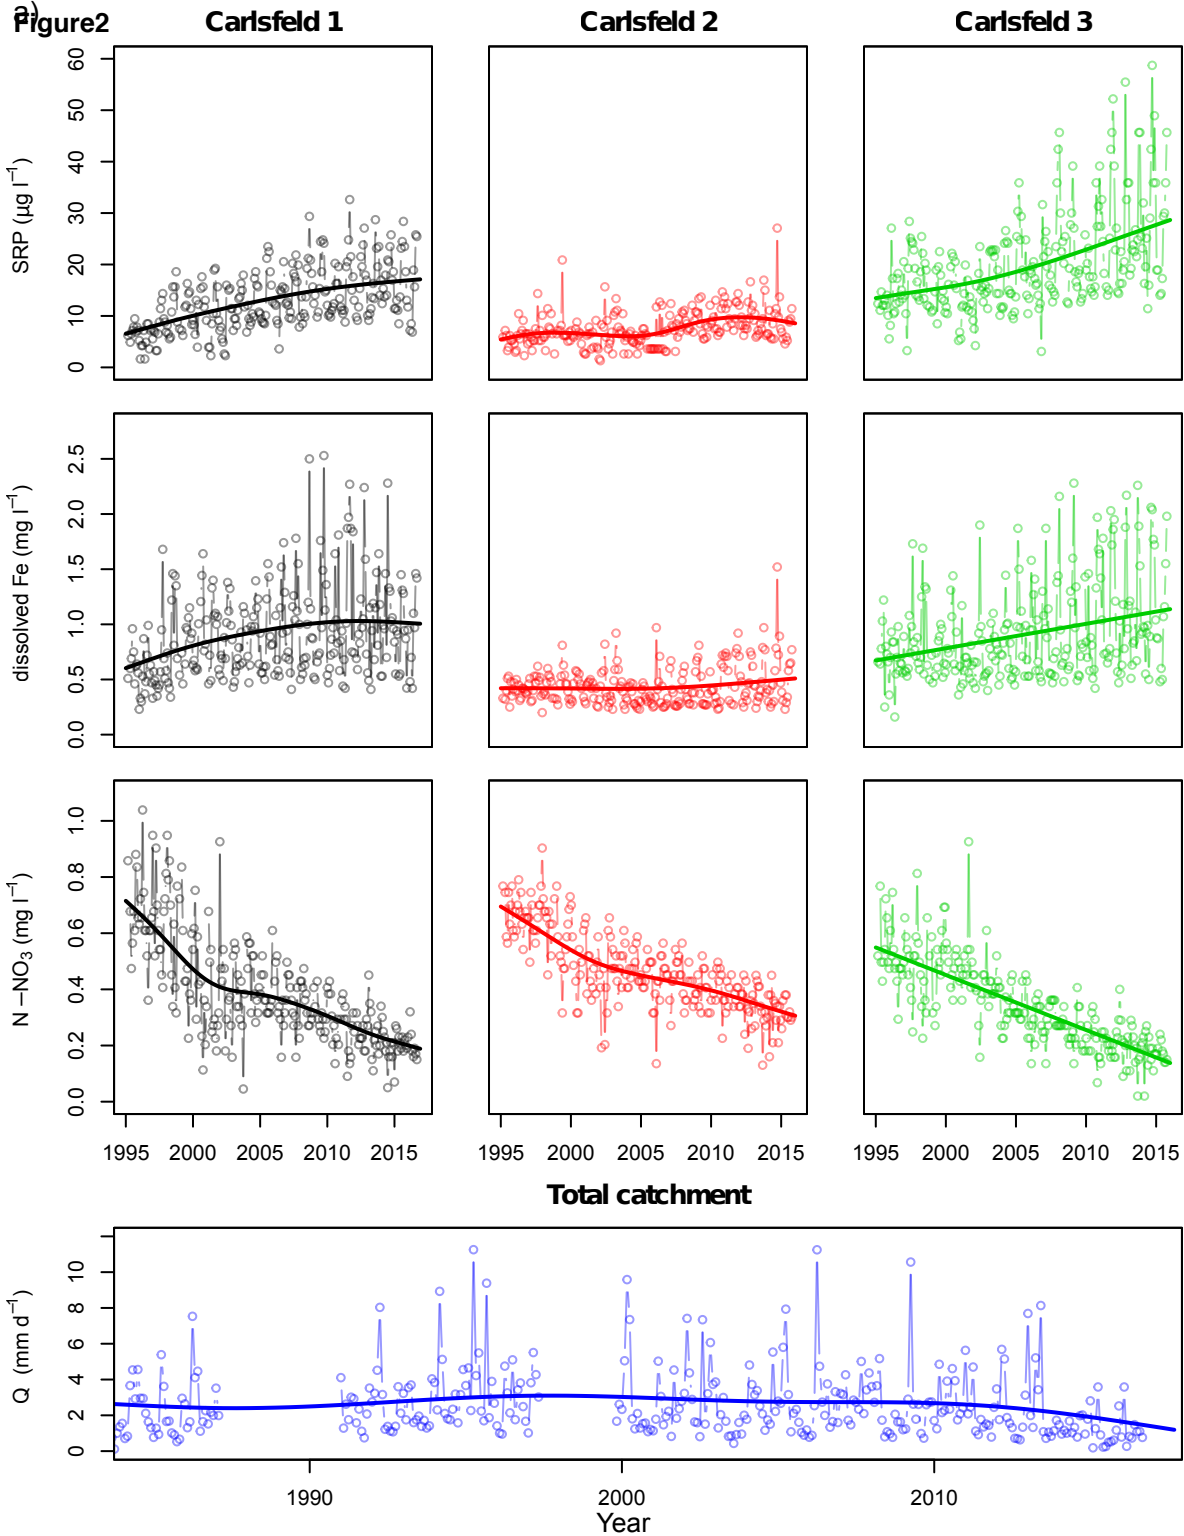 a)
Figure2
Carlsfeld 1
Carlsfeld 2
Carlsfeld 3
SRP (µg l⁻¹)
60
50
40
30
20
10
0
dissolved Fe (mg l⁻¹)
2.5
2.0
1.5
1.0
0.5
0.0
N−NO₃ (mg l⁻¹)
1.0
0.8
0.6
0.4
0.2
0.0
1995 2000 2005 2010 2015
1995 2000 2005 2010 2015
1995 2000 2005 2010 2015
Total catchment
Q (mm d⁻¹)
10
8
6
4
2
0
1990 2000 2010
Year